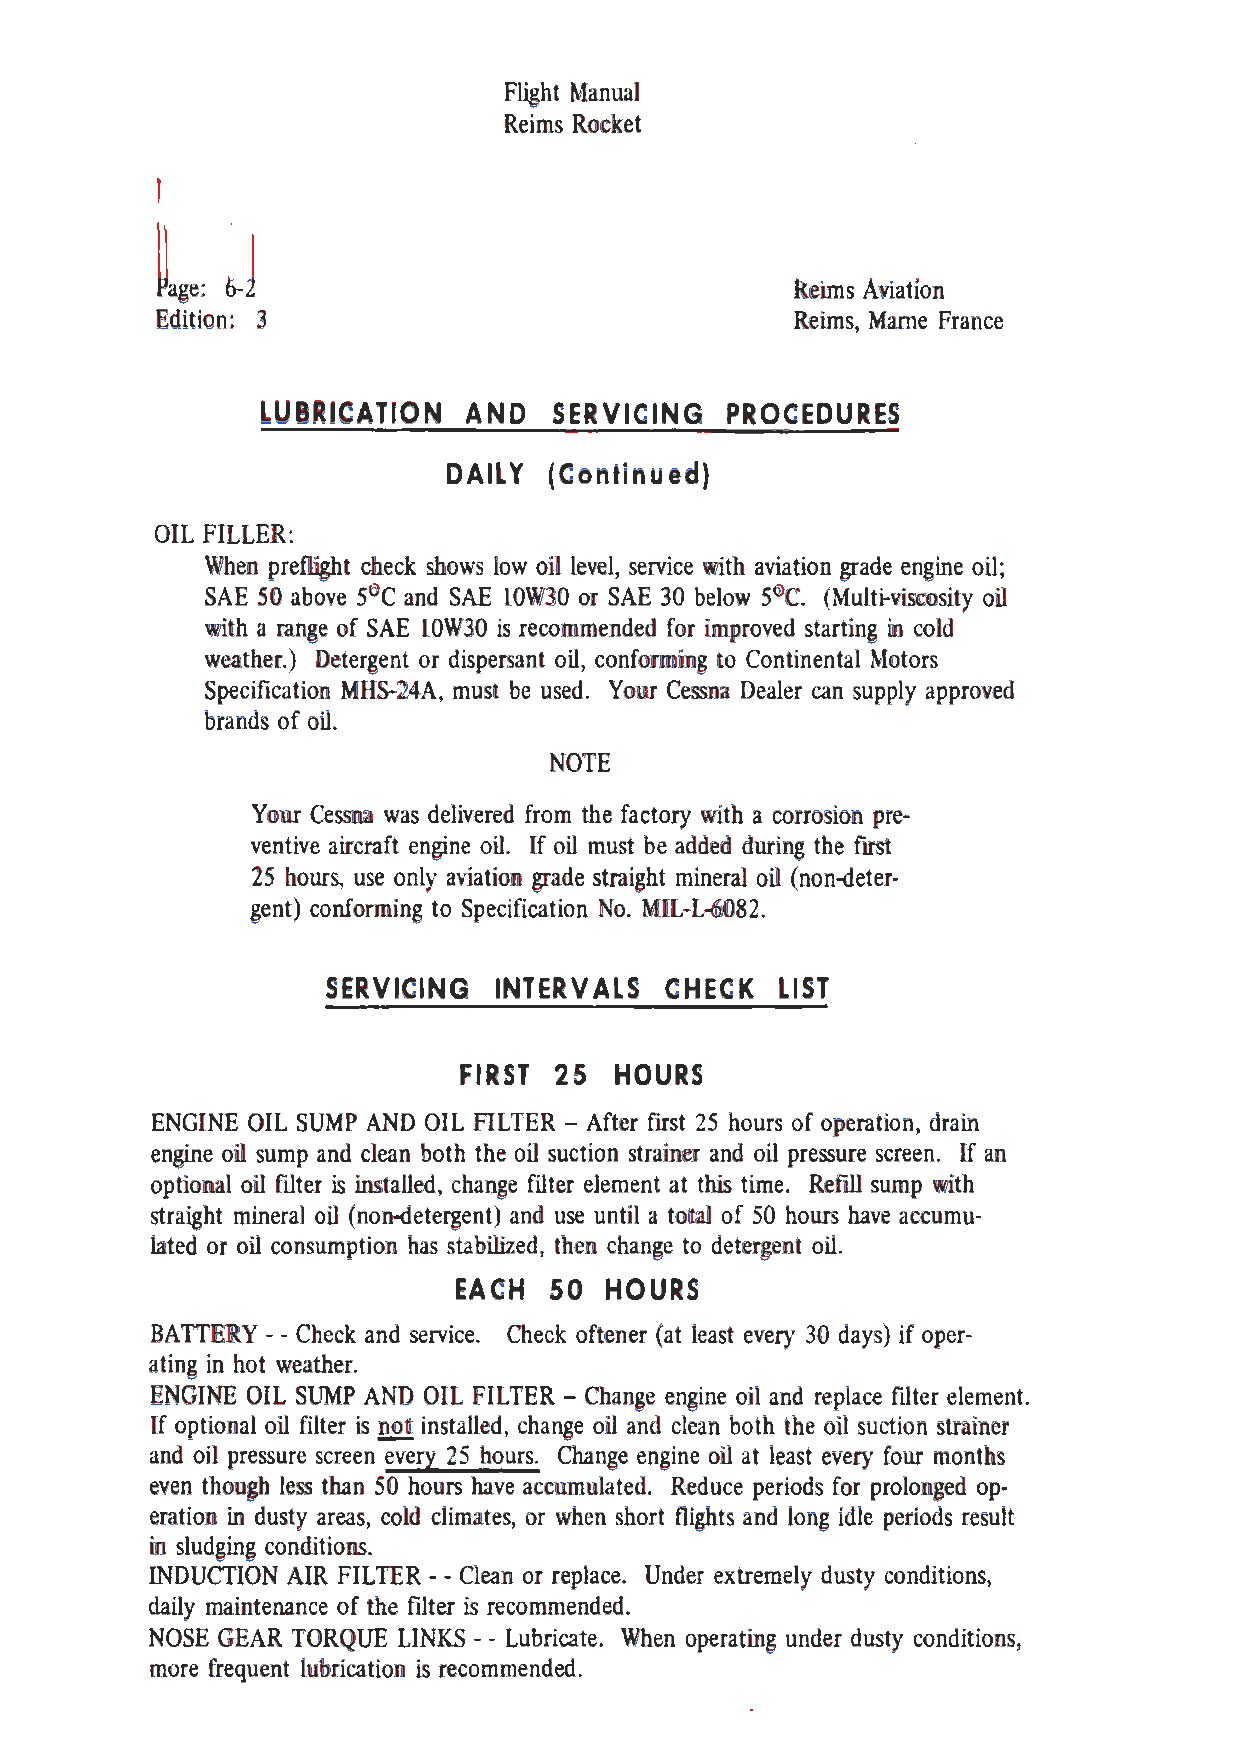 Flight Manual
Reims Rocket
Page: 6-2
Reims Aviation
Edition: 3
Reims, Marne France
LUBRICATION AND SERVICING PROCEDURES
DAILY (Continued)
OIL FILLER:
When preflight check shows low oil level, service with aviation grade engine oil;
SAE 50 above 5°C and SAE 10W30 or SAE 30 below 5°C. (Multi-viscosity oil
with a range of SAE 10W30 is recommended for improved starting in cold
weather.) Detergent or dispersant oil, conforming to Continental Motors
Specification MHS-24A, must be used. Your Cessna Dealer can supply approved
brands of oil.
NOTE
Your Cessna was delivered from the factory with a corrosion pre-
ventive aircraft engine oil. If oil must be added during the first
25 hours, use only aviation grade straight mineral oil (non-deter-
gent) conforming to Specification No. MIL-L-6082.
SERVICING INTERVALS CHECK LIST
FIRST 25 HOURS
ENGINE OIL SUMP AND OIL FILTER – After first 25 hours of operation, drain
engine oil sump and clean both the oil suction strainer and oil pressure screen. If an
optional oil filter is installed, change filter element at this time. Refill sump with
straight mineral oil (non-detergent) and use until a total of 50 hours have accumu-
lated or oil consumption has stabilized, then change to detergent oil.
EACH 50 HOURS
BATTERY - - Check and service. Check oftener (at least every 30 days) if oper-
ating in hot weather.
ENGINE OIL SUMP AND OIL FILTER – Change engine oil and replace filter element.
If optional oil filter is not installed, change oil and clean both the oil suction strainer
and oil pressure screen every 25 hours. Change engine oil at least every four months
even though less than 50 hours have accumulated. Reduce periods for prolonged op-
eration in dusty areas, cold climates, or when short flights and long idle periods result
in sludging conditions.
INDUCTION AIR FILTER - - Clean or replace. Under extremely dusty conditions,
daily maintenance of the filter is recommended.
NOSE GEAR TORQUE LINKS - - Lubricate. When operating under dusty conditions,
more frequent lubrication is recommended.